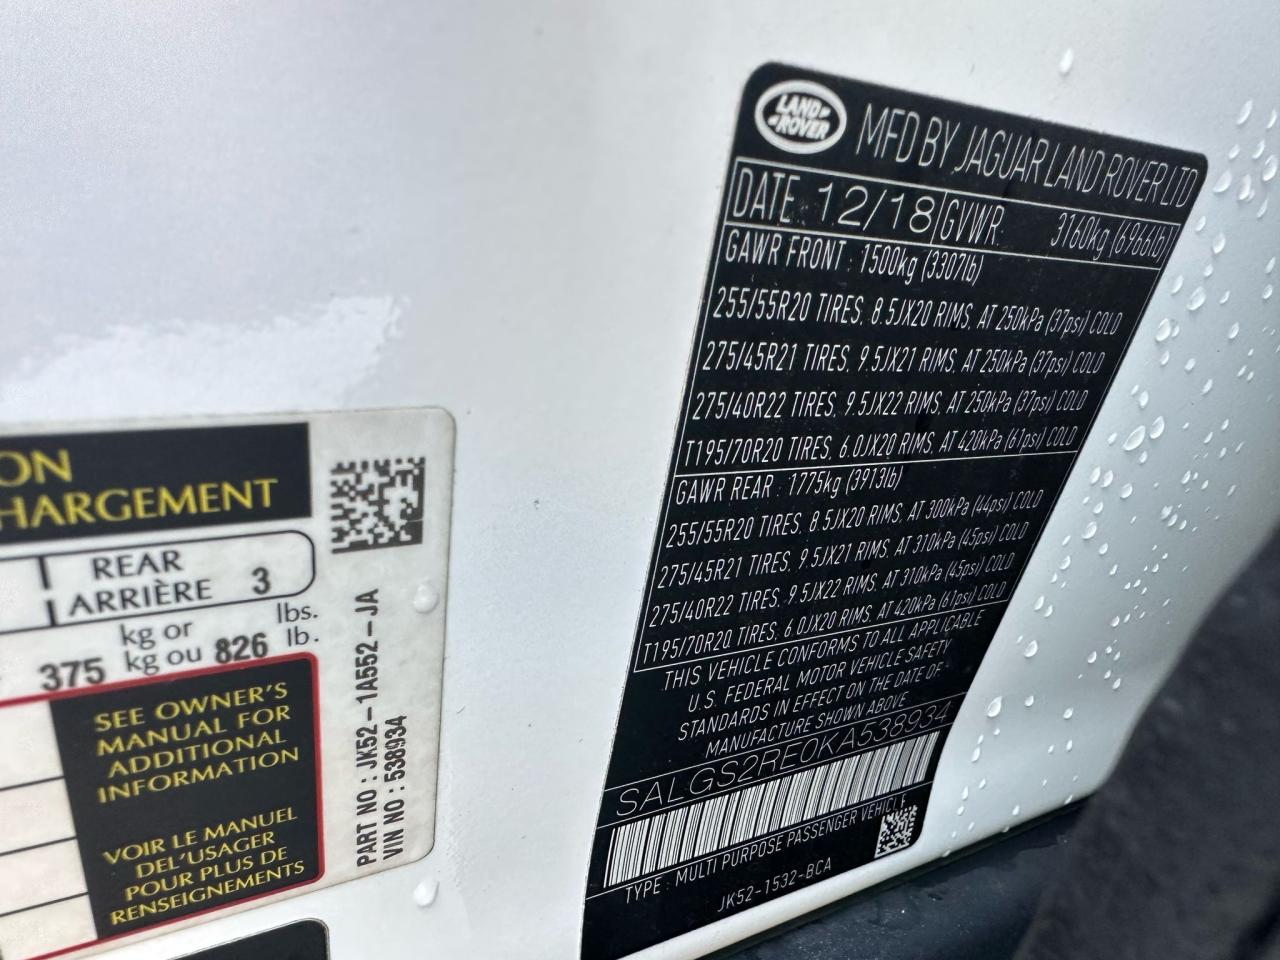 LAND ROVER
MFD BY JAGUAR LAND ROVER LTD
DATE 12/18 GVWR 3160kg (6966lb)
GAWR FRONT : 1500kg (3307lb)
255/55R20 TIRES, 8.5JX20 RIMS, AT 250kPa (37psi) COLD
275/45R21 TIRES, 9.5JX21 RIMS, AT 250kPa (37psi) COLD
275/40R22 TIRES, 9.5JX22 RIMS, AT 250kPa (37psi) COLD
T195/70R20 TIRES, 6.0JX20 RIMS, AT 420kPa (61psi) COLD
GAWR REAR : 1775kg (3913lb)
255/55R20 TIRES, 8.5JX20 RIMS, AT 300kPa (44psi) COLD
275/45R21 TIRES, 9.5JX21 RIMS, AT 310kPa (45psi) COLD
275/40R22 TIRES, 9.5JX22 RIMS, AT 310kPa (45psi) COLD
T195/70R20 TIRES, 6.0JX20 RIMS, AT 420kPa (61psi) COLD
THIS VEHICLE CONFORMS TO ALL APPLICABLE
U.S. FEDERAL MOTOR VEHICLE SAFETY
STANDARDS IN EFFECT ON THE DATE OF
MANUFACTURE SHOWN ABOVE
SALGS2RE0KA538934
TYPE : MULTI PURPOSE PASSENGER VEHICLE
JK52-1532-BCA
ON
HARGEMENT
REAR
ARRIÈRE 3
375 kg or 826 lbs.
kg ou lb.
SEE OWNER'S
MANUAL FOR
ADDITIONAL
INFORMATION
VOIR LE MANUEL
DEL'USAGER
POUR PLUS DE
RENSEIGNEMENTS
PART NO : JK52-1A552-JA
VIN NO : 538934